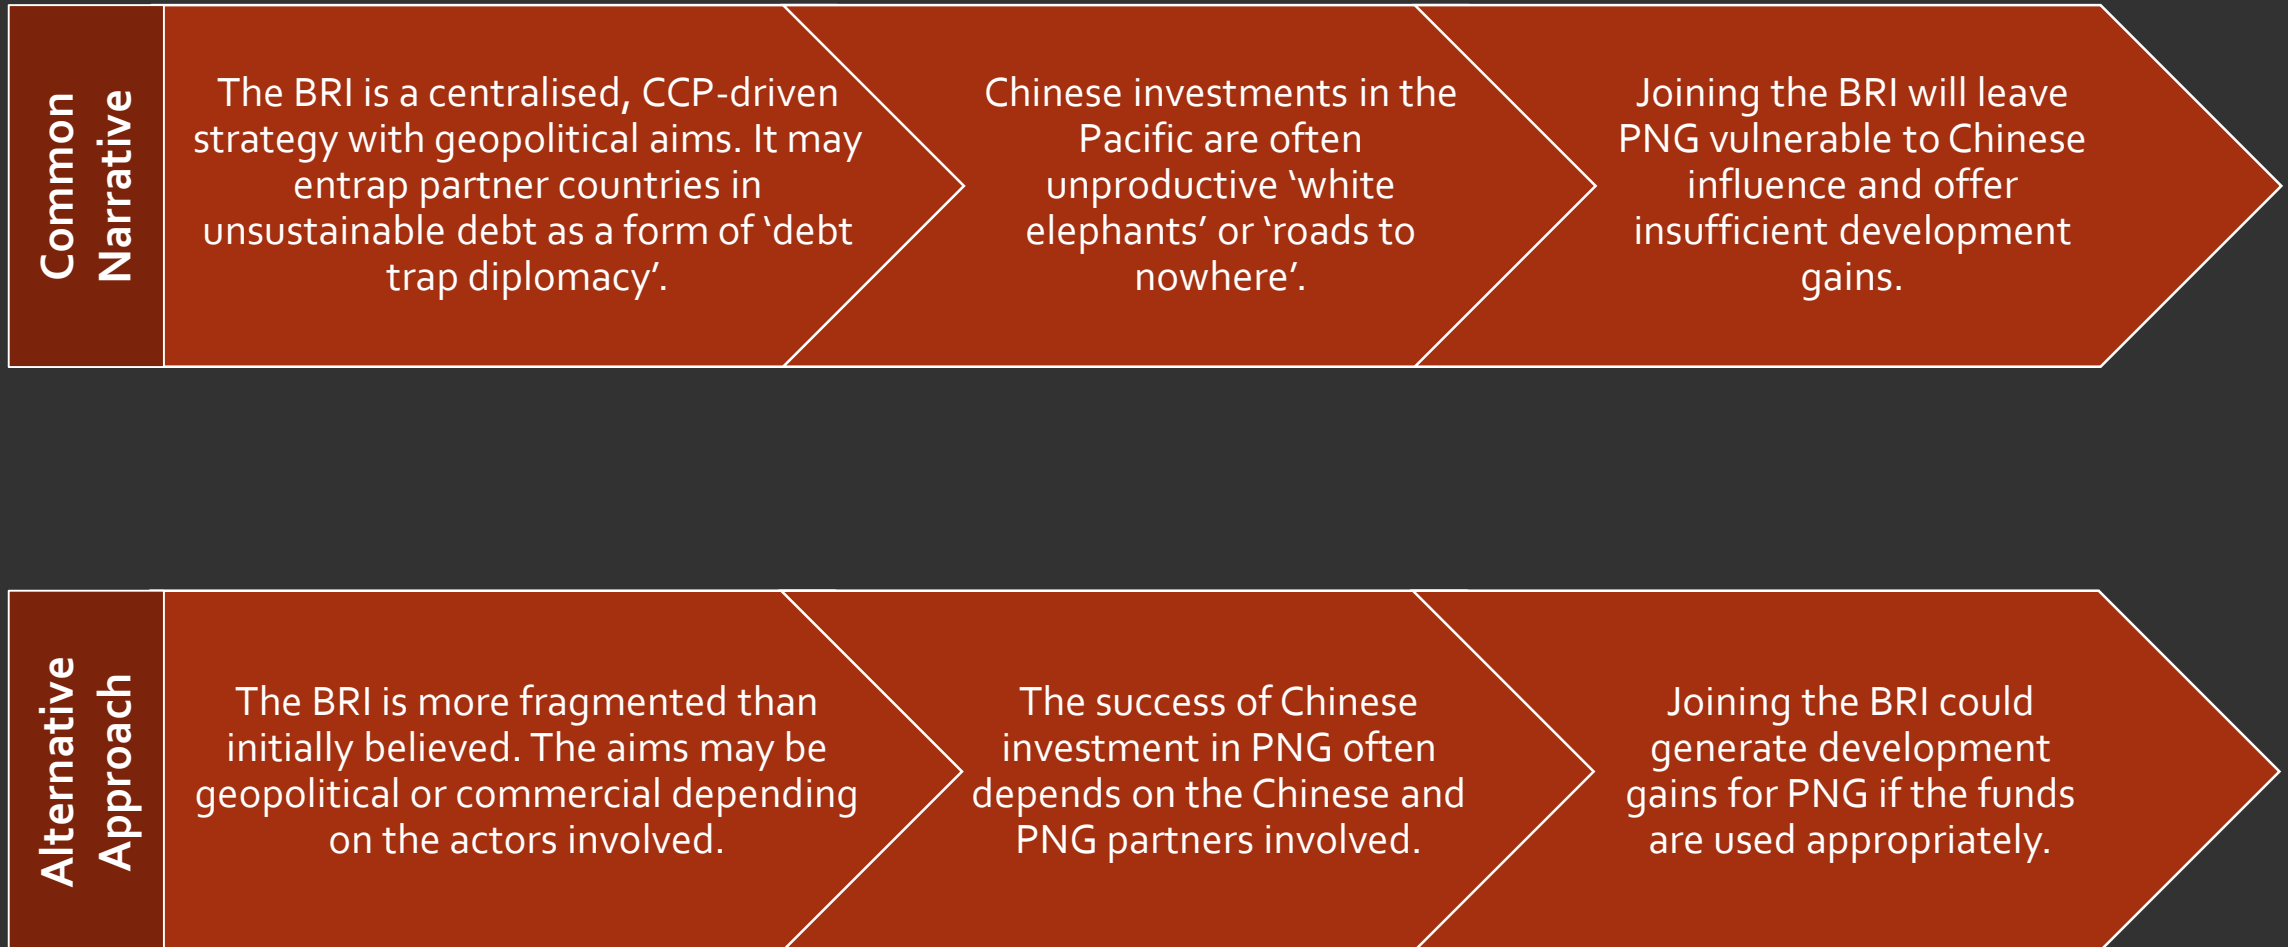 Common
Narrative
The BRI is a centralised, CCP-driven
strategy with geopolitical aims. It may
entrap partner countries in
unsustainable debt as a form of ‘debt
trap diplomacy’.
Chinese investments in the
Pacific are often
unproductive ‘white
elephants’ or ‘roads to
nowhere’.
Joining the BRI will leave
PNG vulnerable to Chinese
influence and offer
insufficient development
gains.
Alternative
Approach
The BRI is more fragmented than
initially believed. The aims may be
geopolitical or commercial depending
on the actors involved.
The success of Chinese
investment in PNG often
depends on the Chinese and
PNG partners involved.
Joining the BRI could
generate development
gains for PNG if the funds
are used appropriately.